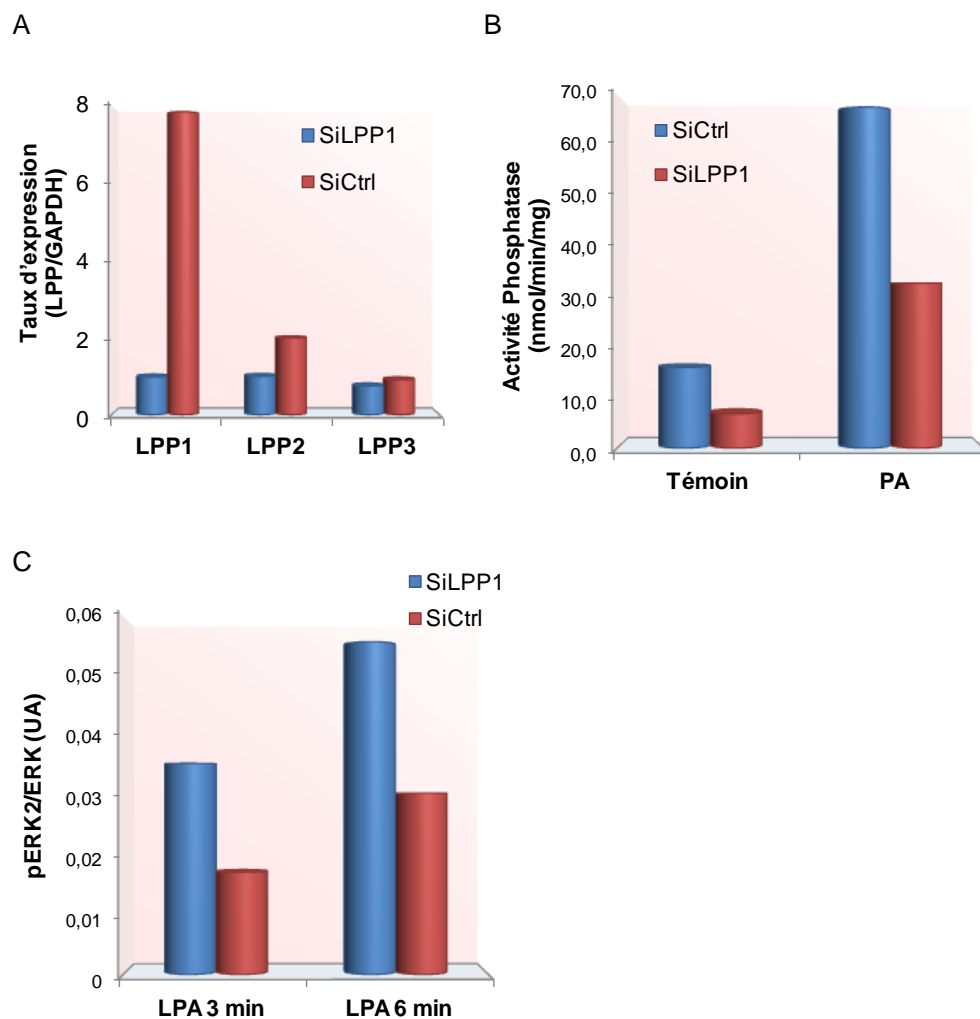 A
Taux d'expression
(LPP/GAPDH)
8
6
4
2
0
SiLPP1
SiCtrl
LPP1 LPP2 LPP3
B
Activité Phosphatase
(nmol/min/mg)
70,0
60,0
50,0
40,0
30,0
20,0
10,0
0,0
SiCtrl
SiLPP1
Témoin PA
C
SiLPP1
SiCtrl
pERK2/ERK (UA)
0,06
0,05
0,04
0,03
0,02
0,01
0
LPA 3 min LPA 6 min